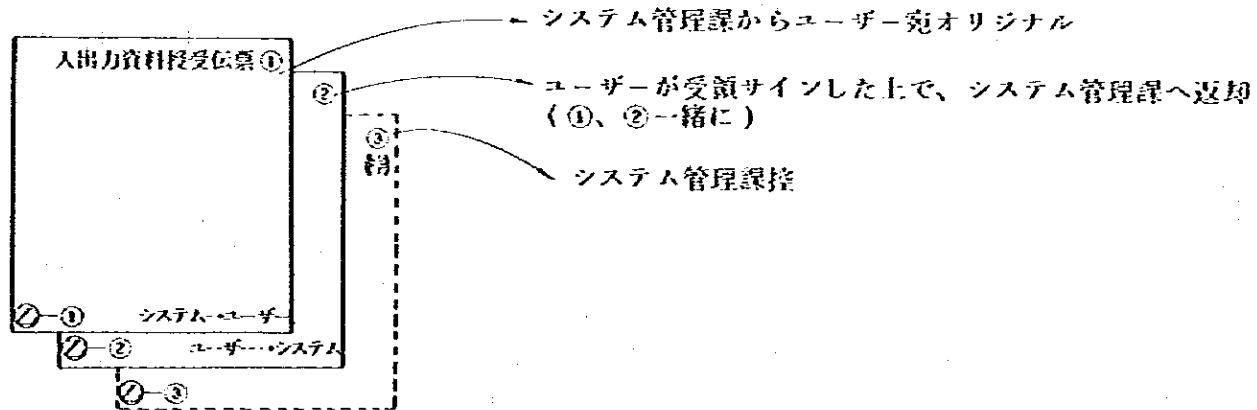 システム管理課からユーザー宛オリジナル
入出力資料授受伝票①
②
ユーザーが受領サインした上で、システム管理課へ返却
(①、②一緒に)
③
システム管理課控
①
システム→ユーザー
②
ユーザー→システム
③